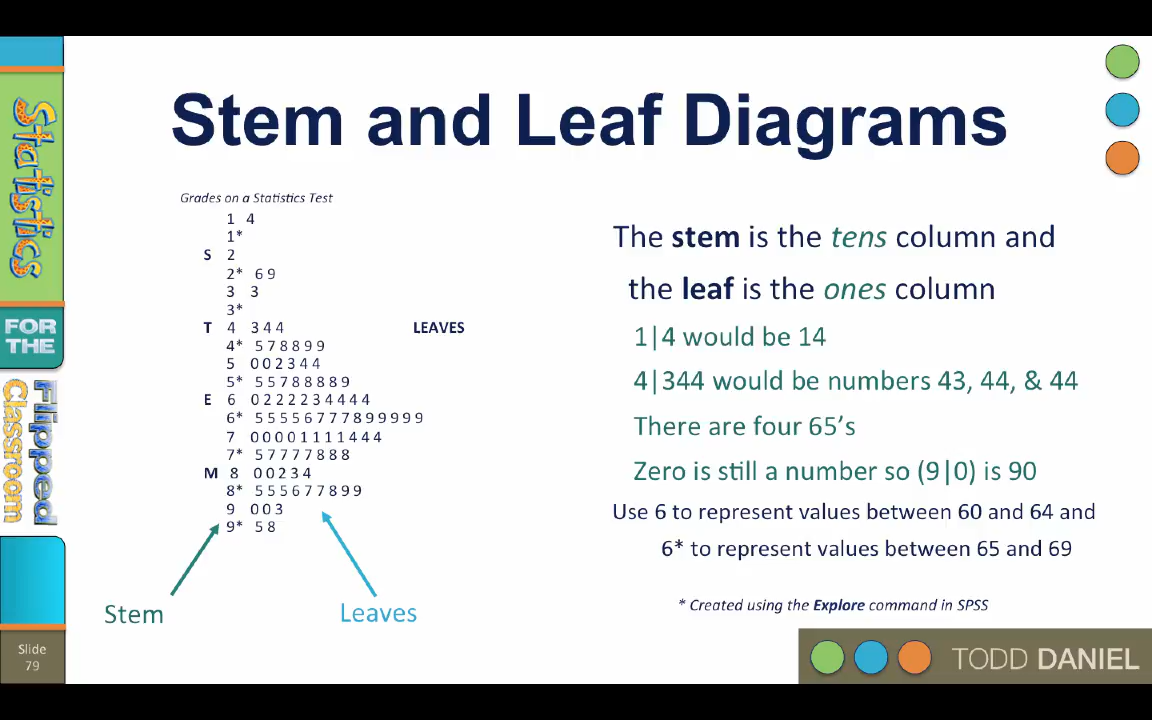 Statistics
FOR THE
Flipped
Classroom
Slide
79
Stem and Leaf Diagrams
Grades on a Statistics Test
1 4
1*
S 2
2* 6 9
3 3
3*
T 4 3 4 4 LEAVES
4* 5 7 8 8 9 9
5 0 0 2 3 4 4
5* 5 5 7 8 8 8 8 9
E 6 0 2 2 2 2 3 4 4 4 4
6* 5 5 5 5 6 7 7 7 8 9 9 9 9 9
7 0 0 0 0 1 1 1 1 4 4 4
7* 5 7 7 7 7 8 8 8
M 8 0 0 2 3 4
8* 5 5 5 6 7 7 8 9 9
9 0 0 3
9* 5 8
Stem
Leaves
The stem is the tens column and
the leaf is the ones column
1|4 would be 14
4|344 would be numbers 43, 44, & 44
There are four 65’s
Zero is still a number so (9|0) is 90
Use 6 to represent values between 60 and 64 and
6* to represent values between 65 and 69
* Created using the Explore command in SPSS
TODD DANIEL